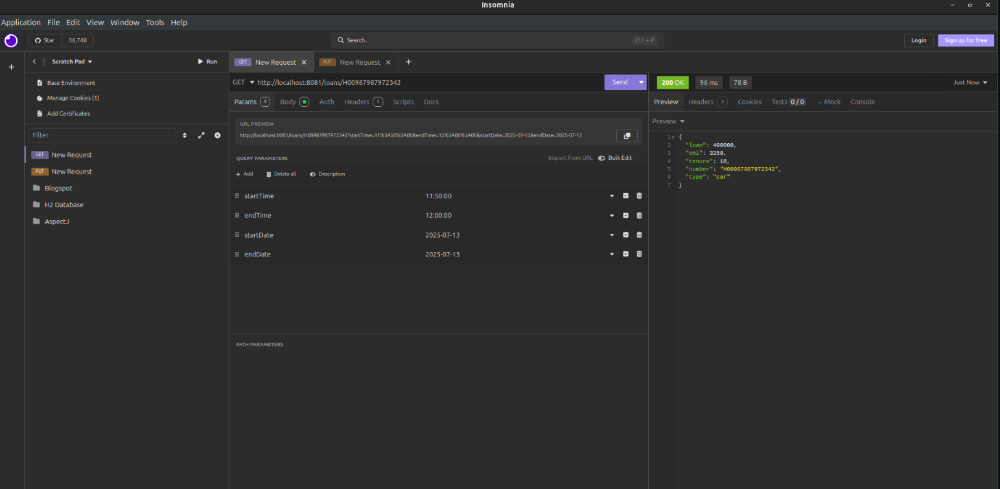 Insomnia
Application File Edit View Window Tools Help
Star 36,748
Search.. Ctrl + P
Login Sign up for free
Scratch Pad
Run
Base Environment
Manage Cookies (1)
Add Certificates
Filter
GET New Request
PUT New Request
Blogspot
H2 Database
AspectJ
GET New Request PUT New Request
GET http://localhost:8081/loans/H00987987972342 Send
Params 4 Body Auth Headers 4 Scripts Docs
URL PREVIEW
http://localhost:8081/loans/H00987987972342?startTime=11%3A50%3A00&endTime=12%3A00%3A00&startDate=2025-07-13&endDate=2025-07-13
QUERY PARAMETERS Import from URL Bulk Edit
Add Delete all Description
startTime 11:50:00
endTime 12:00:00
startDate 2025-07-13
endDate 2025-07-13
PATH PARAMETERS
200 OK 96 ms 78 B Just Now
Preview Headers 3 Cookies Tests 0 / 0 → Mock Console
Preview
1 {
2 "loan": 400000,
3 "emi": 3258,
4 "tenure": 18,
5 "number": "H00987987972342",
6 "type": "car"
7 }